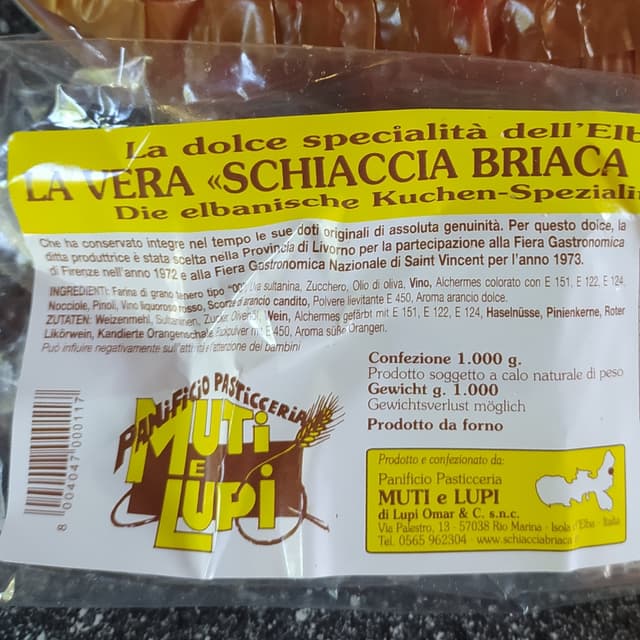 La dolce specialità dell'Elb
LA VERA «SCHIACCIA BRIACA
Die elbanische Kuchen-Speziali
Che ha conservato integre nel tempo le sue doti originali di assoluta genuinità. Per questo dolce, la
ditta produttrice è stata scelta nella Provincia di Livorno per la partecipazione alla Fiera Gastronomica
di Firenze nell'anno 1972 e alla Fiera Gastronomica Nazionale di Saint Vincent per l'anno 1973.
INGREDIENTI: Farina di grano tenero tipo "00", sultanina, Zucchero, Olio di oliva, Vino, Alchermes colorato con E 151, E 122, E 124,
Nocciole, Pinoli, Vino liquoroso rosso, Scorza d'arancio candito, Polvere lievitante E 450, Aroma arancio dolce.
ZUTATEN: Weizenmehl, Sultaninen, Zucker, Olivenöl, Wein, Alchermes gefärbt mit E 151, E 122, E 124, Haselnüsse, Pinienkerne, Roter
Likörwein, Kandierte Orangenschale, Backpulver mit E 450, Aroma süße Orangen.
Può influire negativamente sull'attività e l'attenzione dei bambini
Confezione 1.000 g.
Prodotto soggetto a calo naturale di peso
Gewicht g. 1.000
Gewichtsverlust möglich
Prodotto da forno
PANIFICIO PASTICCERIA
MUTI
E
LUPI
8 004047 000117
Prodotto e confezionato da:
Panificio Pasticceria
MUTI e LUPI
di Lupi Omar & C. s.n.c.
Via Palestro, 13 - 57038 Rio Marina - Isola d'Elba - Italia
Tel. 0565 962304 - www.schiacciabriaca